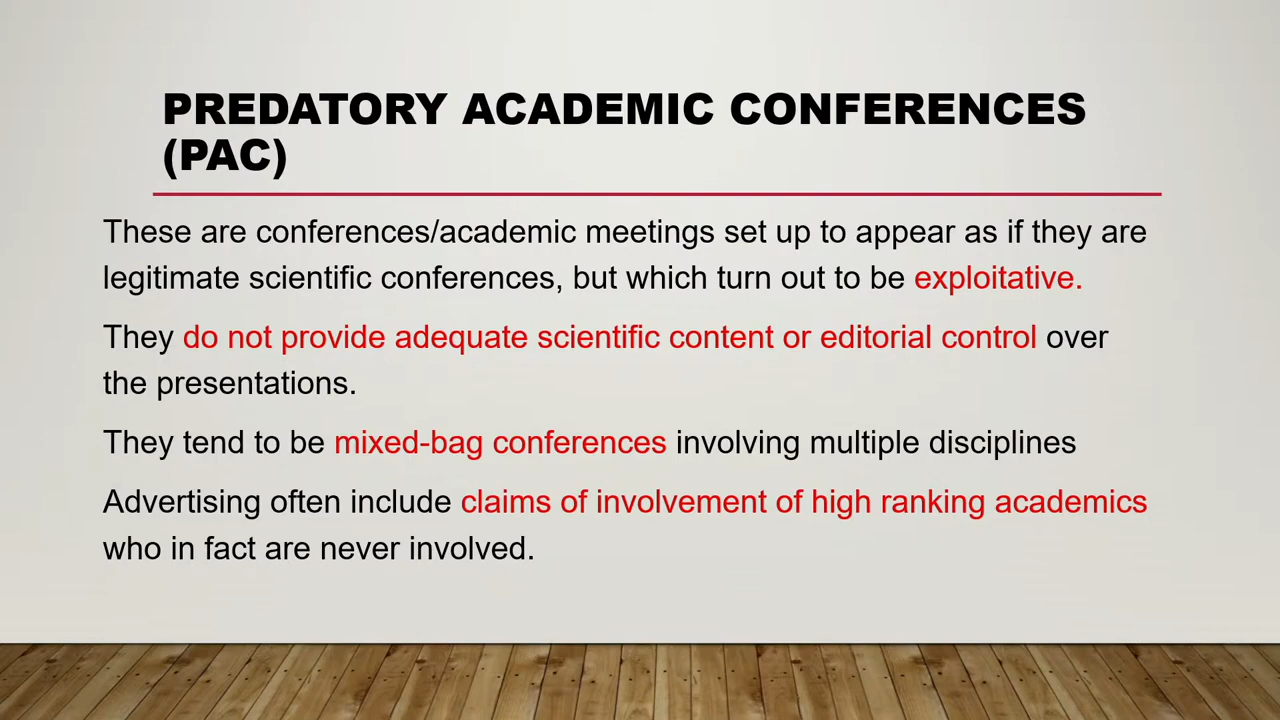 PREDATORY ACADEMIC CONFERENCES
(PAC)
These are conferences/academic meetings set up to appear as if they are
legitimate scientific conferences, but which turn out to be exploitative.
They do not provide adequate scientific content or editorial control over
the presentations.
They tend to be mixed-bag conferences involving multiple disciplines
Advertising often include claims of involvement of high ranking academics
who in fact are never involved.